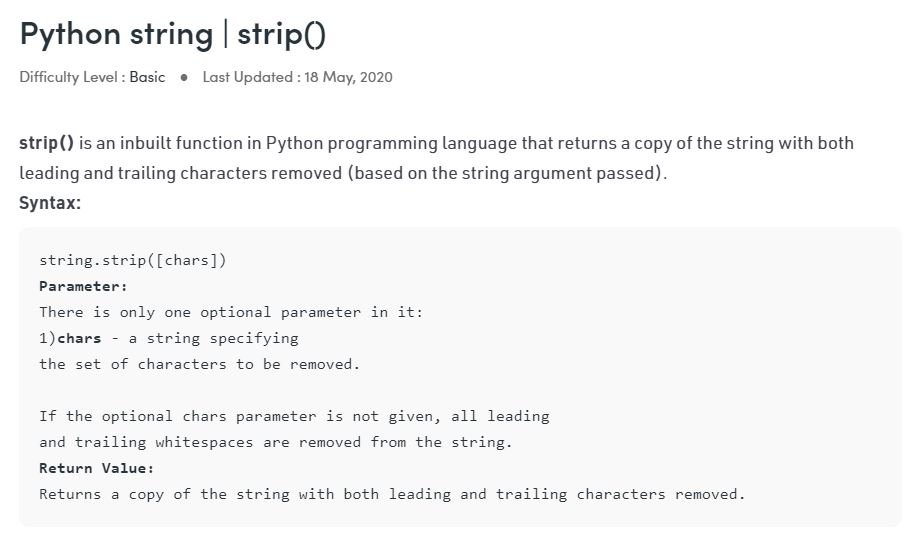 Python string | strip()
Difficulty Level : Basic ● Last Updated : 18 May, 2020
strip() is an inbuilt function in Python programming language that returns a copy of the string with both
leading and trailing characters removed (based on the string argument passed).
Syntax:
string.strip([chars])
Parameter:
There is only one optional parameter in it:
1)chars - a string specifying
the set of characters to be removed.
If the optional chars parameter is not given, all leading
and trailing whitespaces are removed from the string.
Return Value:
Returns a copy of the string with both leading and trailing characters removed.